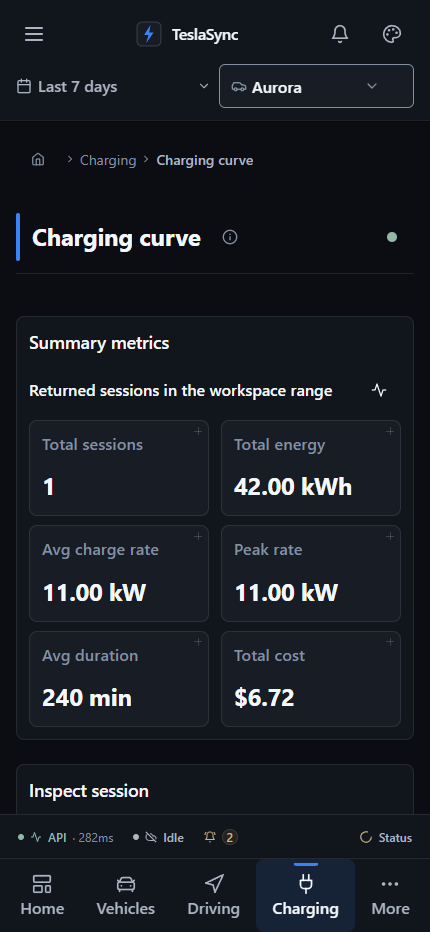 TeslaSync
Last 7 days
Aurora
Charging
Charging curve
Charging curve
Summary metrics
Returned sessions in the workspace range
Total sessions
1
Total energy
42.00 kWh
Avg charge rate
11.00 kW
Peak rate
11.00 kW
Avg duration
240 min
Total cost
$6.72
Inspect session
API · 282ms
Idle
2
Status
Home
Vehicles
Driving
Charging
More